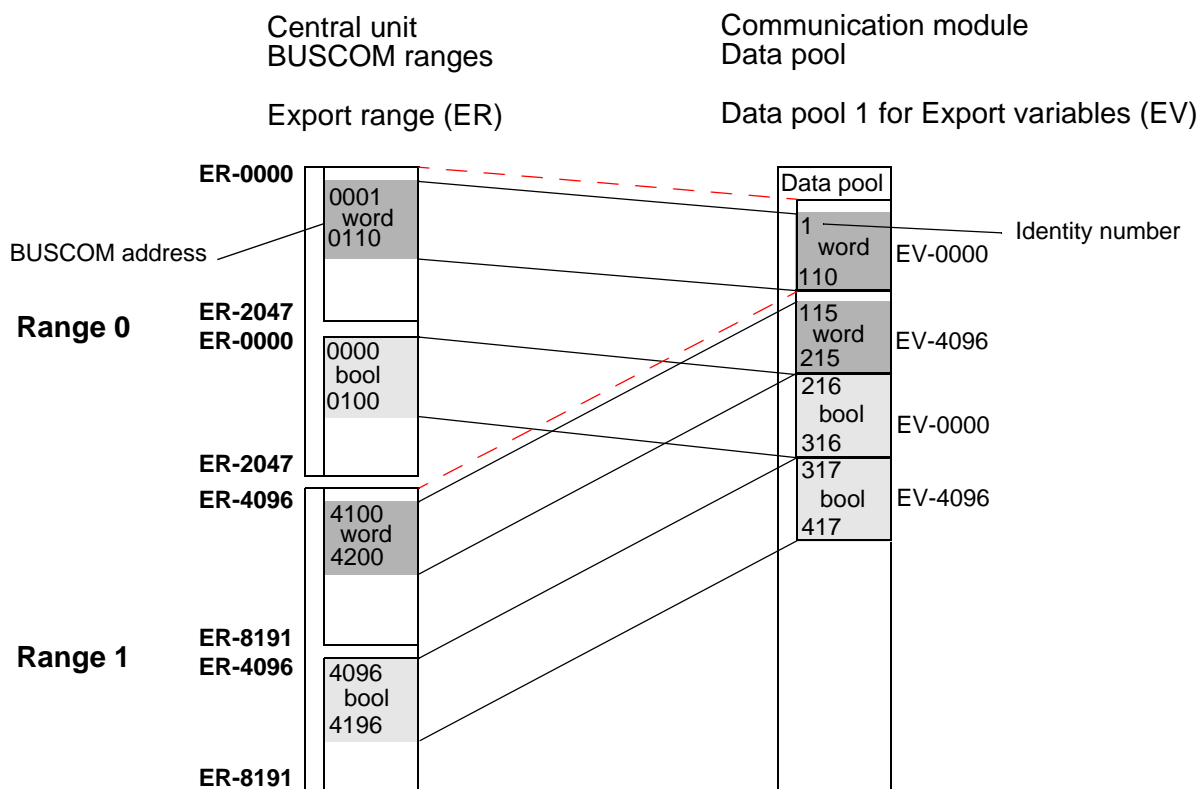 Central unit
BUSCOM ranges
Export range (ER)
Communication module
Data pool
Data pool 1 for Export variables (EV)
BUSCOM address
Range 0
ER-0000
0001
word
0110
ER-2047
ER-0000
0000
bool
0100
ER-2047
Range 1
ER-4096
4100
word
4200
ER-8191
ER-4096
4096
bool
4196
ER-8191
Data pool
Identity number
1
word
110
EV-0000
115
word
215
EV-4096
216
bool
316
EV-0000
317
bool
417
EV-4096